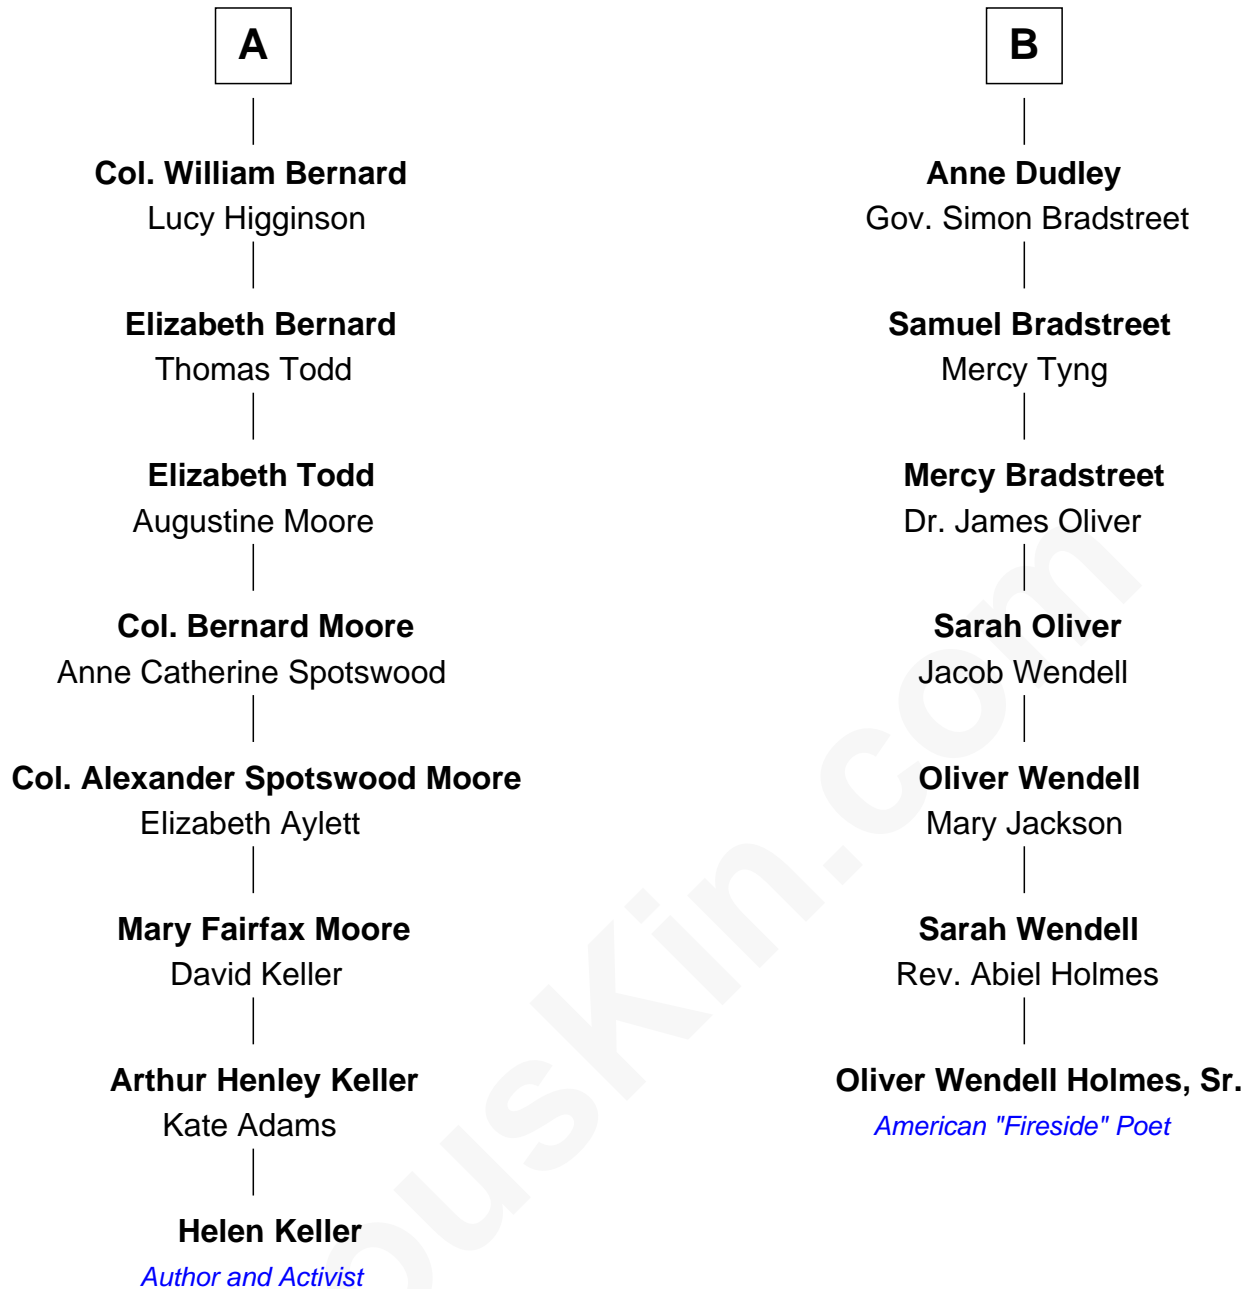 A
Col. William Bernard
Lucy Higginson
Elizabeth Bernard
Thomas Todd
Elizabeth Todd
Augustine Moore
Col. Bernard Moore
Anne Catherine Spotswood
Col. Alexander Spotswood Moore
Elizabeth Aylett
Mary Fairfax Moore
David Keller
Arthur Henley Keller
Kate Adams
Helen Keller
Author and Activist
B
Anne Dudley
Gov. Simon Bradstreet
Samuel Bradstreet
Mercy Tyng
Mercy Bradstreet
Dr. James Oliver
Sarah Oliver
Jacob Wendell
Oliver Wendell
Mary Jackson
Sarah Wendell
Rev. Abiel Holmes
Oliver Wendell Holmes, Sr.
American "Fireside" Poet
ousKin.com